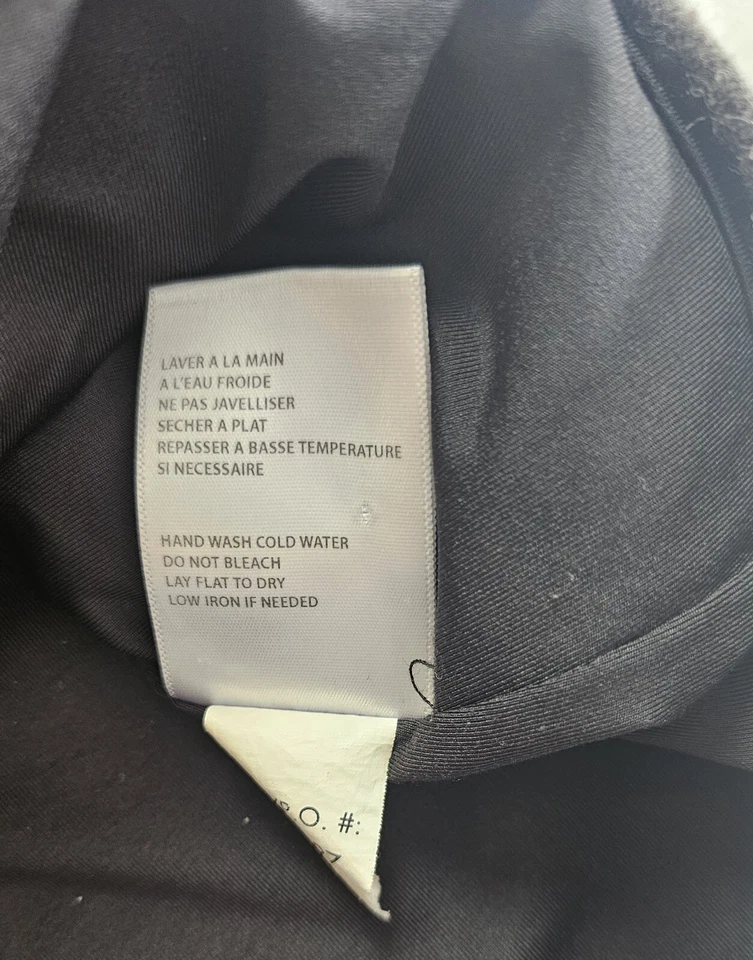 LAVER A LA MAIN
A L'EAU FROIDE
NE PAS JAVELLISER
SECHER A PLAT
REPASSER A BASSE TEMPERATURE
SI NECESSAIRE
HAND WASH COLD WATER
DO NOT BLEACH
LAY FLAT TO DRY
LOW IRON IF NEEDED
P.O. #: